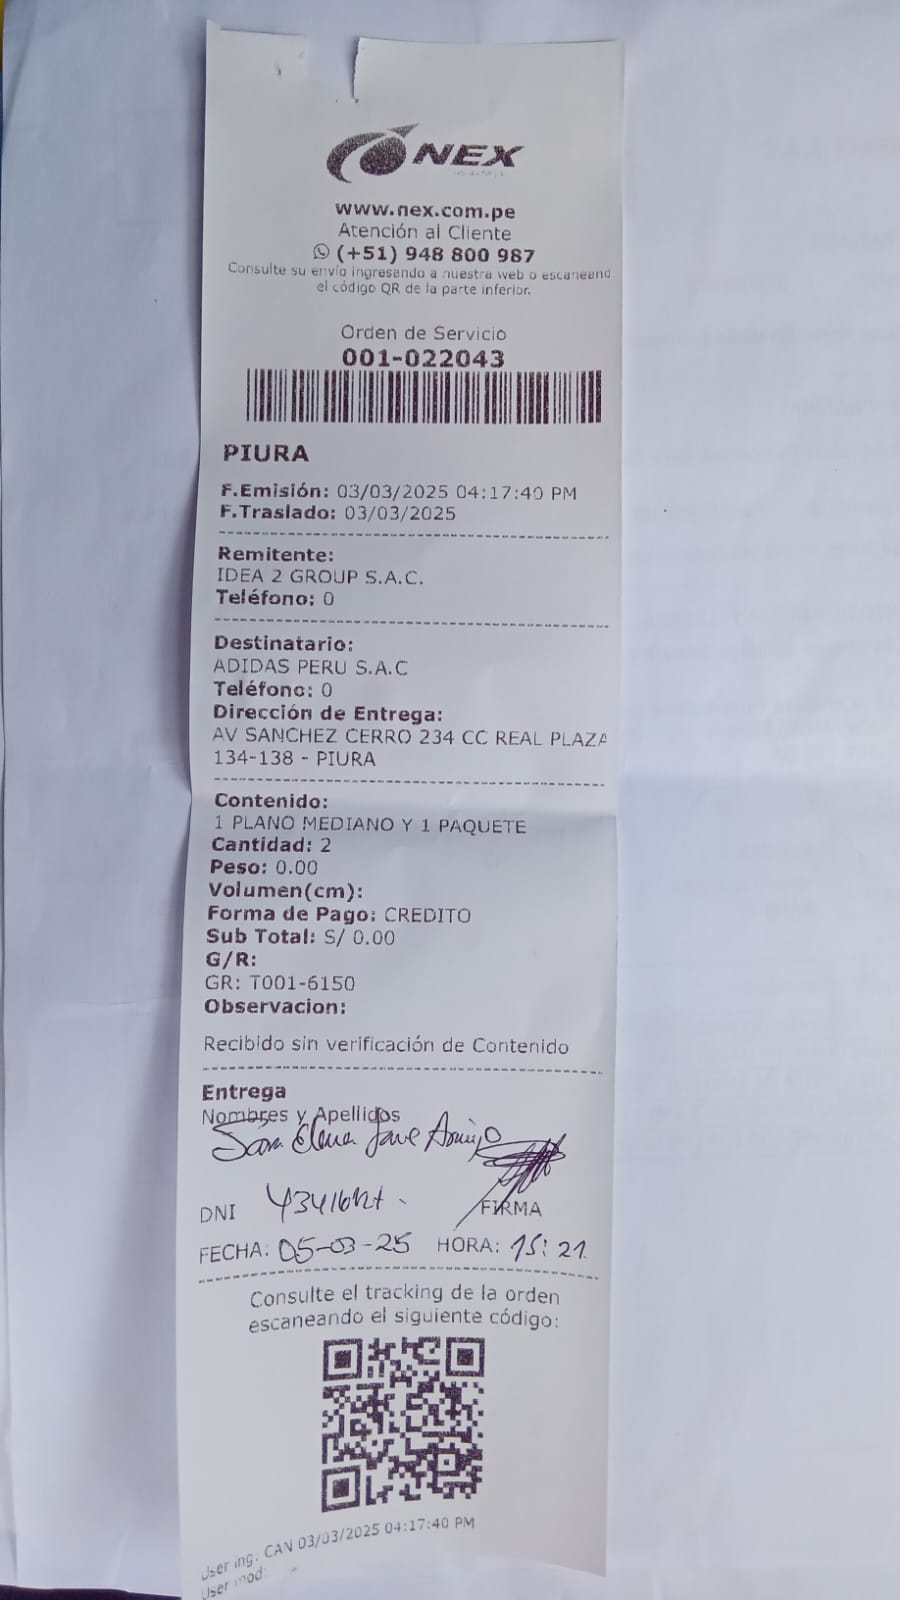 NEX
www.nex.com.pe
Atención al Cliente
(+51) 948 800 987
Consulte su envío ingresando a nuestra web o escaneand
el código QR de la parte inferior.
Orden de Servicio
001-022043
PIURA
F.Emisión: 03/03/2025 04:17:40 PM
F.Traslado: 03/03/2025
Remitente:
IDEA 2 GROUP S.A.C.
Teléfono: 0
Destinatario:
ADIDAS PERU S.A.C
Teléfono: 0
Dirección de Entrega:
AV SANCHEZ CERRO 234 CC REAL PLAZA
134-138 - PIURA
Contenido:
1 PLANO MEDIANO Y 1 PAQUETE
Cantidad: 2
Peso: 0.00
Volumen(cm):
Forma de Pago: CREDITO
Sub Total: S/ 0.00
G/R:
GR: T001-6150
Observacion:
Recibido sin verificación de Contenido
Entrega
Nombres y Apellidos
Elena
DNI
FIRMA
FECHA: 05-03-25 HORA: 15:21
Consulte el tracking de la orden
escaneando el siguiente código:
User ing: CAN 03/03/2025 04:17:40 PM
User mod: